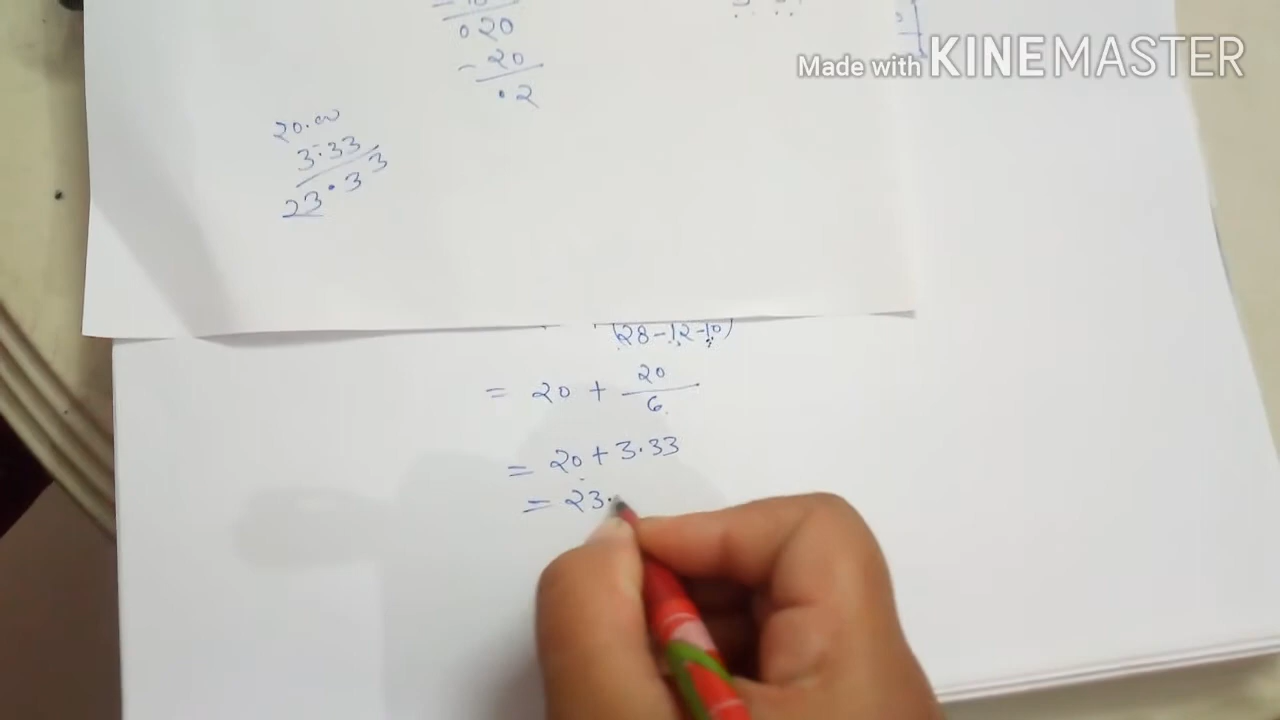 020
- 20
.2
Made with KINEMASTER
20.00
3.33
23.33
(28-12-10)
= 20 + 20/6
= 20 + 3.33
= 23.